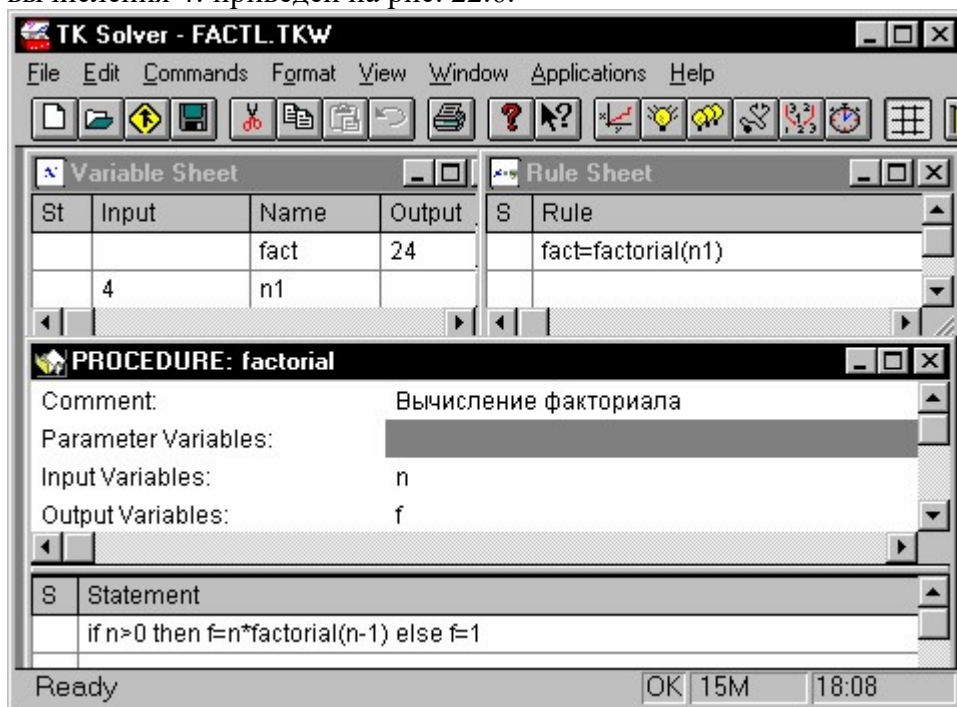 вычисления 4! приведен на рис. 22.6.
TK Solver - FACTL.TKW
File Edit Commands Format View Window Applications Help
Variable Sheet
St Input Name Output
fact 24
4 n1
Rule Sheet
S Rule
fact=factorial(n1)
PROCEDURE: factorial
Comment: Вычисление факториала
Parameter Variables:
Input Variables: n
Output Variables: f
S Statement
if n>0 then f=n*factorial(n-1) else f=1
Ready OK 15M 18:08